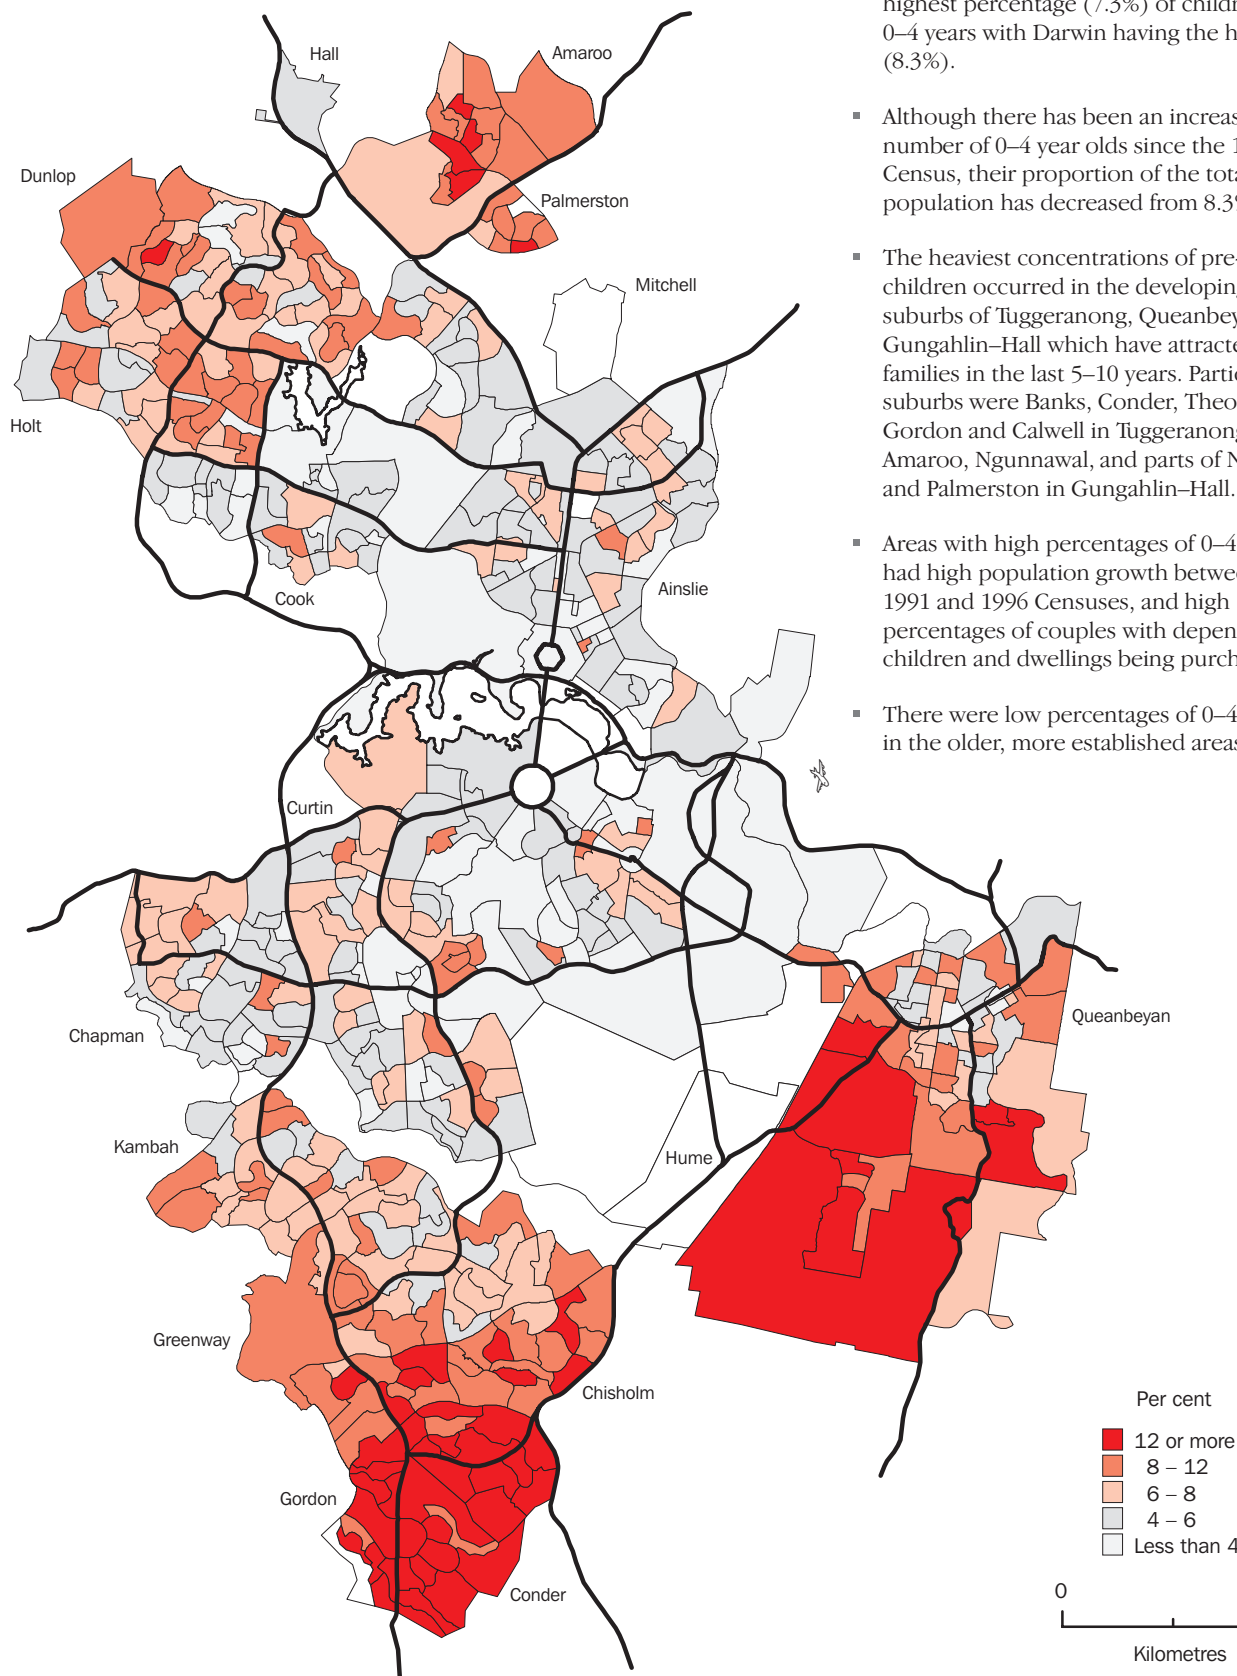 highest percentage (7.3%) of childr
0–4 years with Darwin having the h
(8.3%).
▪ Although there has been an increas
number of 0–4 year olds since the 1
Census, their proportion of the tota
population has decreased from 8.3%
▪ The heaviest concentrations of pre-
children occurred in the developing
suburbs of Tuggeranong, Queanbey
Gungahlin–Hall which have attracte
families in the last 5–10 years. Partic
suburbs were Banks, Conder, Theo
Gordon and Calwell in Tuggeranong
Amaroo, Ngunnawal, and parts of N
and Palmerston in Gungahlin–Hall.
▪ Areas with high percentages of 0–4
had high population growth betwe
1991 and 1996 Censuses, and high
percentages of couples with depen
children and dwellings being purch
▪ There were low percentages of 0–4
in the older, more established areas
Hall
Amaroo
Dunlop
Palmerston
Mitchell
Holt
Ainslie
Cook
Curtin
Chapman
Queanbeyan
Kambah
Hume
Greenway
Chisholm
Gordon
Conder
Per cent
12 or more
8 – 12
6 – 8
4 – 6
Less than 4
0
Kilometres